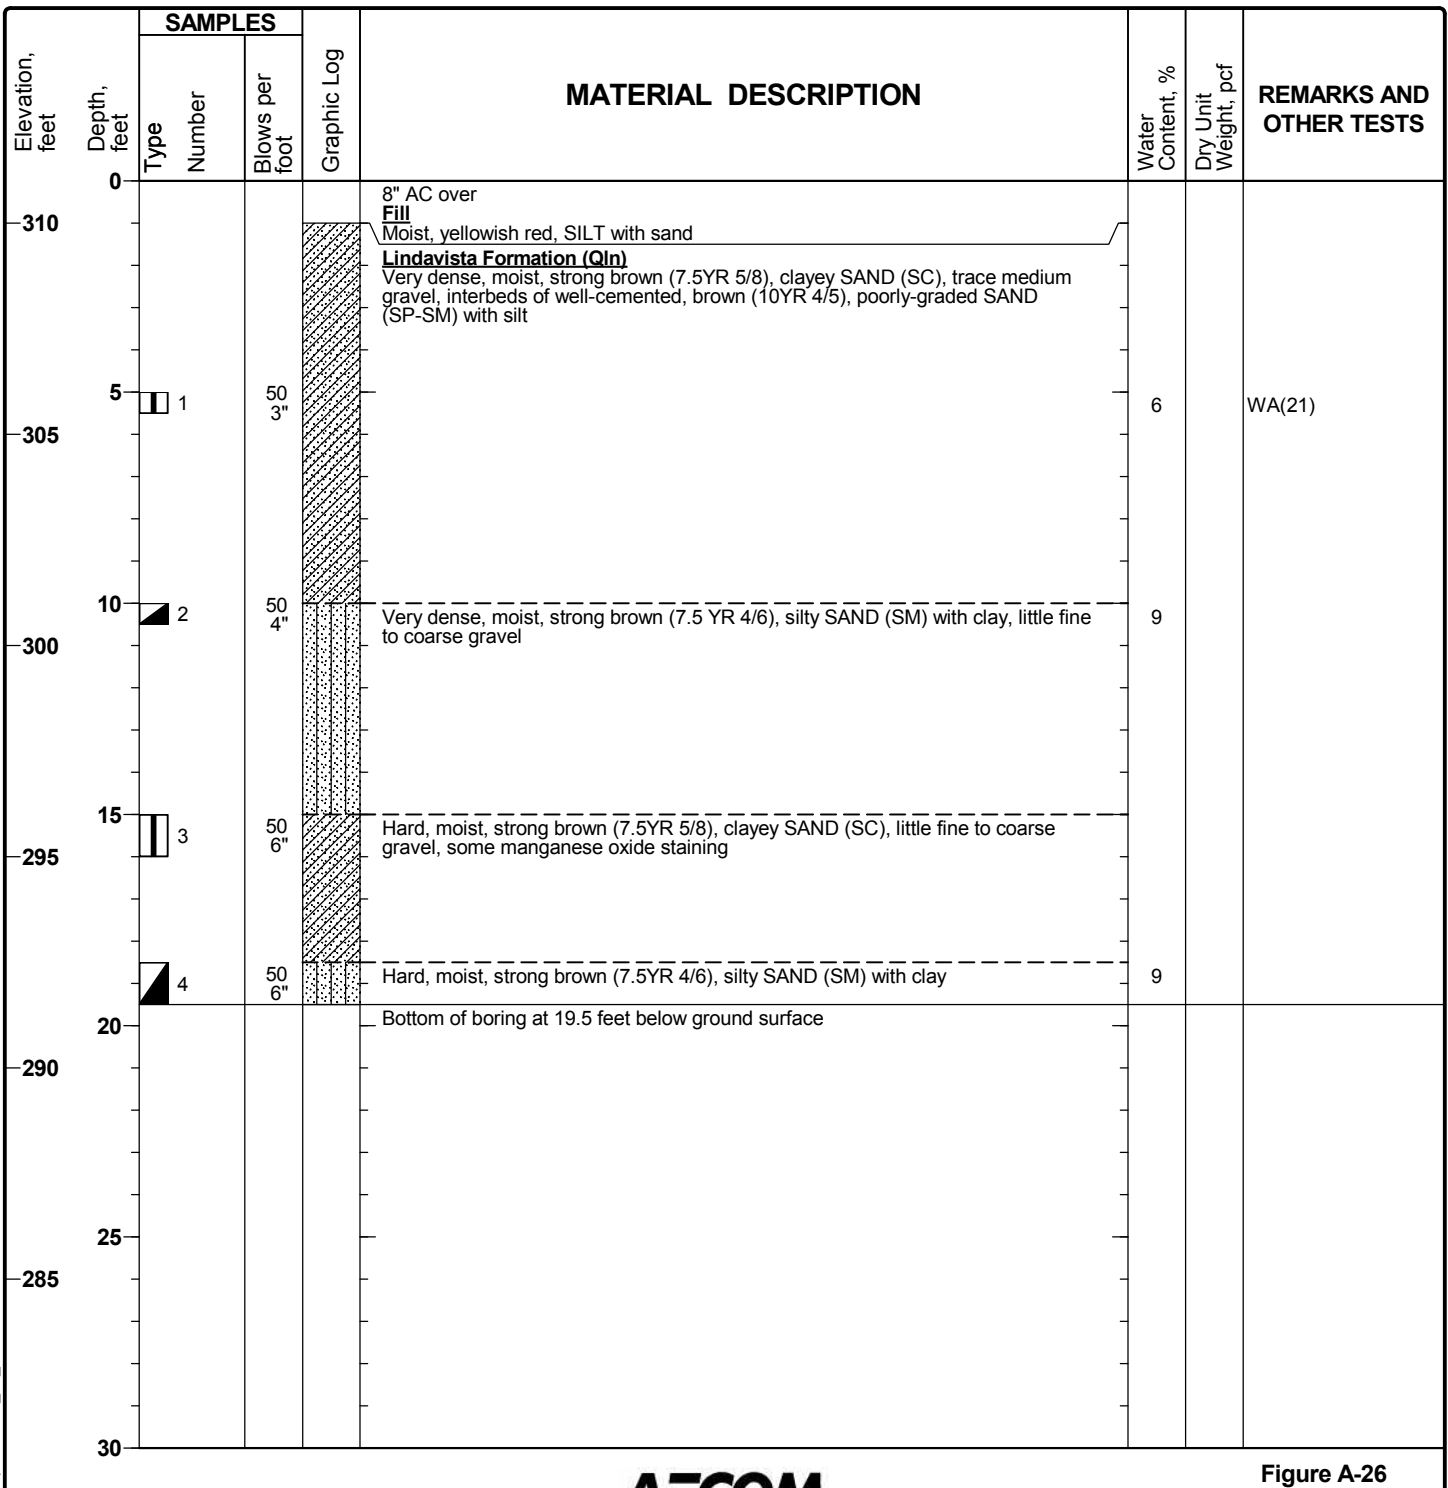 SAMPLES
Elevation, feet
Depth, feet
Type
Number
Blows per foot
Graphic Log
MATERIAL DESCRIPTION
Water Content, %
Dry Unit Weight, pcf
REMARKS AND
OTHER TESTS
0
8" AC over
Fill
310
Moist, yellowish red, SILT with sand
Lindavista Formation (Qln)
Very dense, moist, strong brown (7.5YR 5/8), clayey SAND (SC), trace medium
gravel, interbeds of well-cemented, brown (10YR 4/5), poorly-graded SAND
(SP-SM) with silt
5
1
50
3"
6
WA(21)
305
10
2
50
4"
Very dense, moist, strong brown (7.5 YR 4/6), silty SAND (SM) with clay, little fine
to coarse gravel
9
300
15
3
50
6"
Hard, moist, strong brown (7.5YR 5/8), clayey SAND (SC), little fine to coarse
gravel, some manganese oxide staining
295
4
50
6"
Hard, moist, strong brown (7.5YR 4/6), silty SAND (SM) with clay
9
20
Bottom of boring at 19.5 feet below ground surface
290
25
285
30
AECOM
Figure A-26